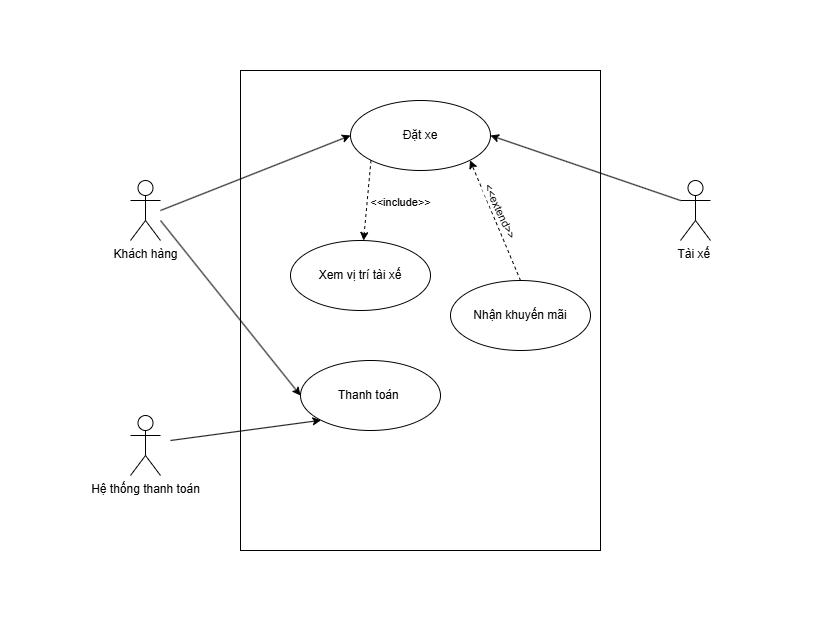 Đặt xe
<<include>>
<<extend>>
Khách hàng
Tài xế
Xem vị trí tài xế
Nhận khuyến mãi
Thanh toán
Hệ thống thanh toán